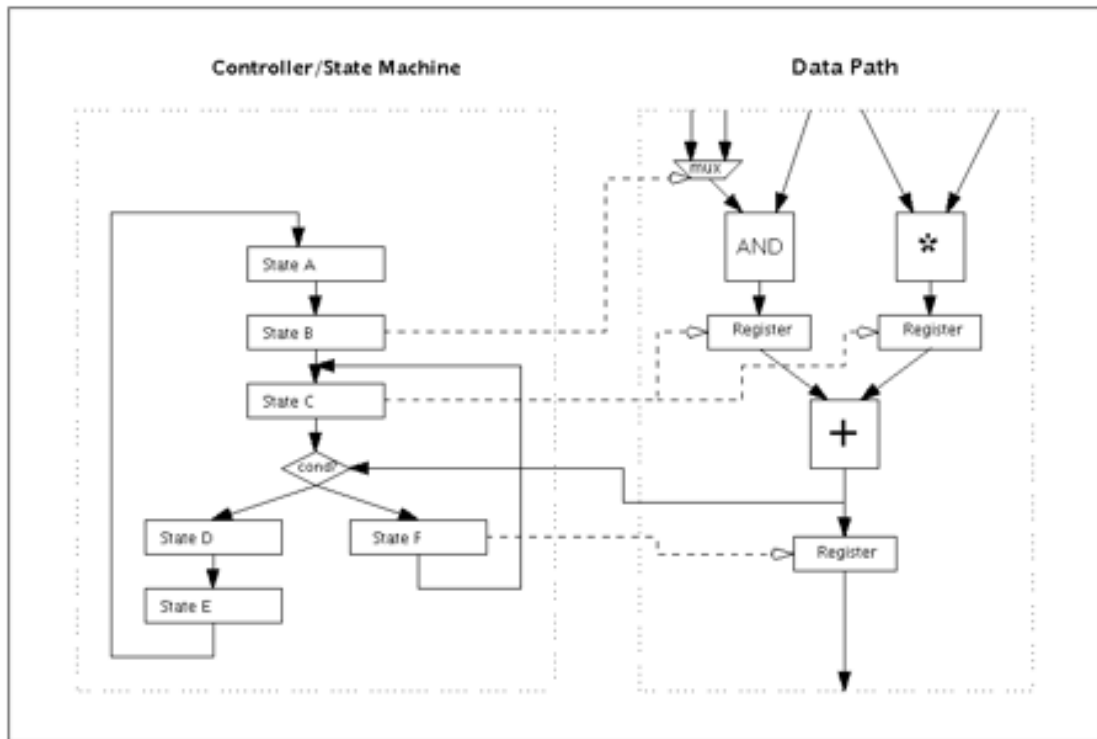 Controller/State Machine
Data Path
mux
AND
*
State A
State B
Register
Register
State C
+
cond?
State D
State F
Register
State E